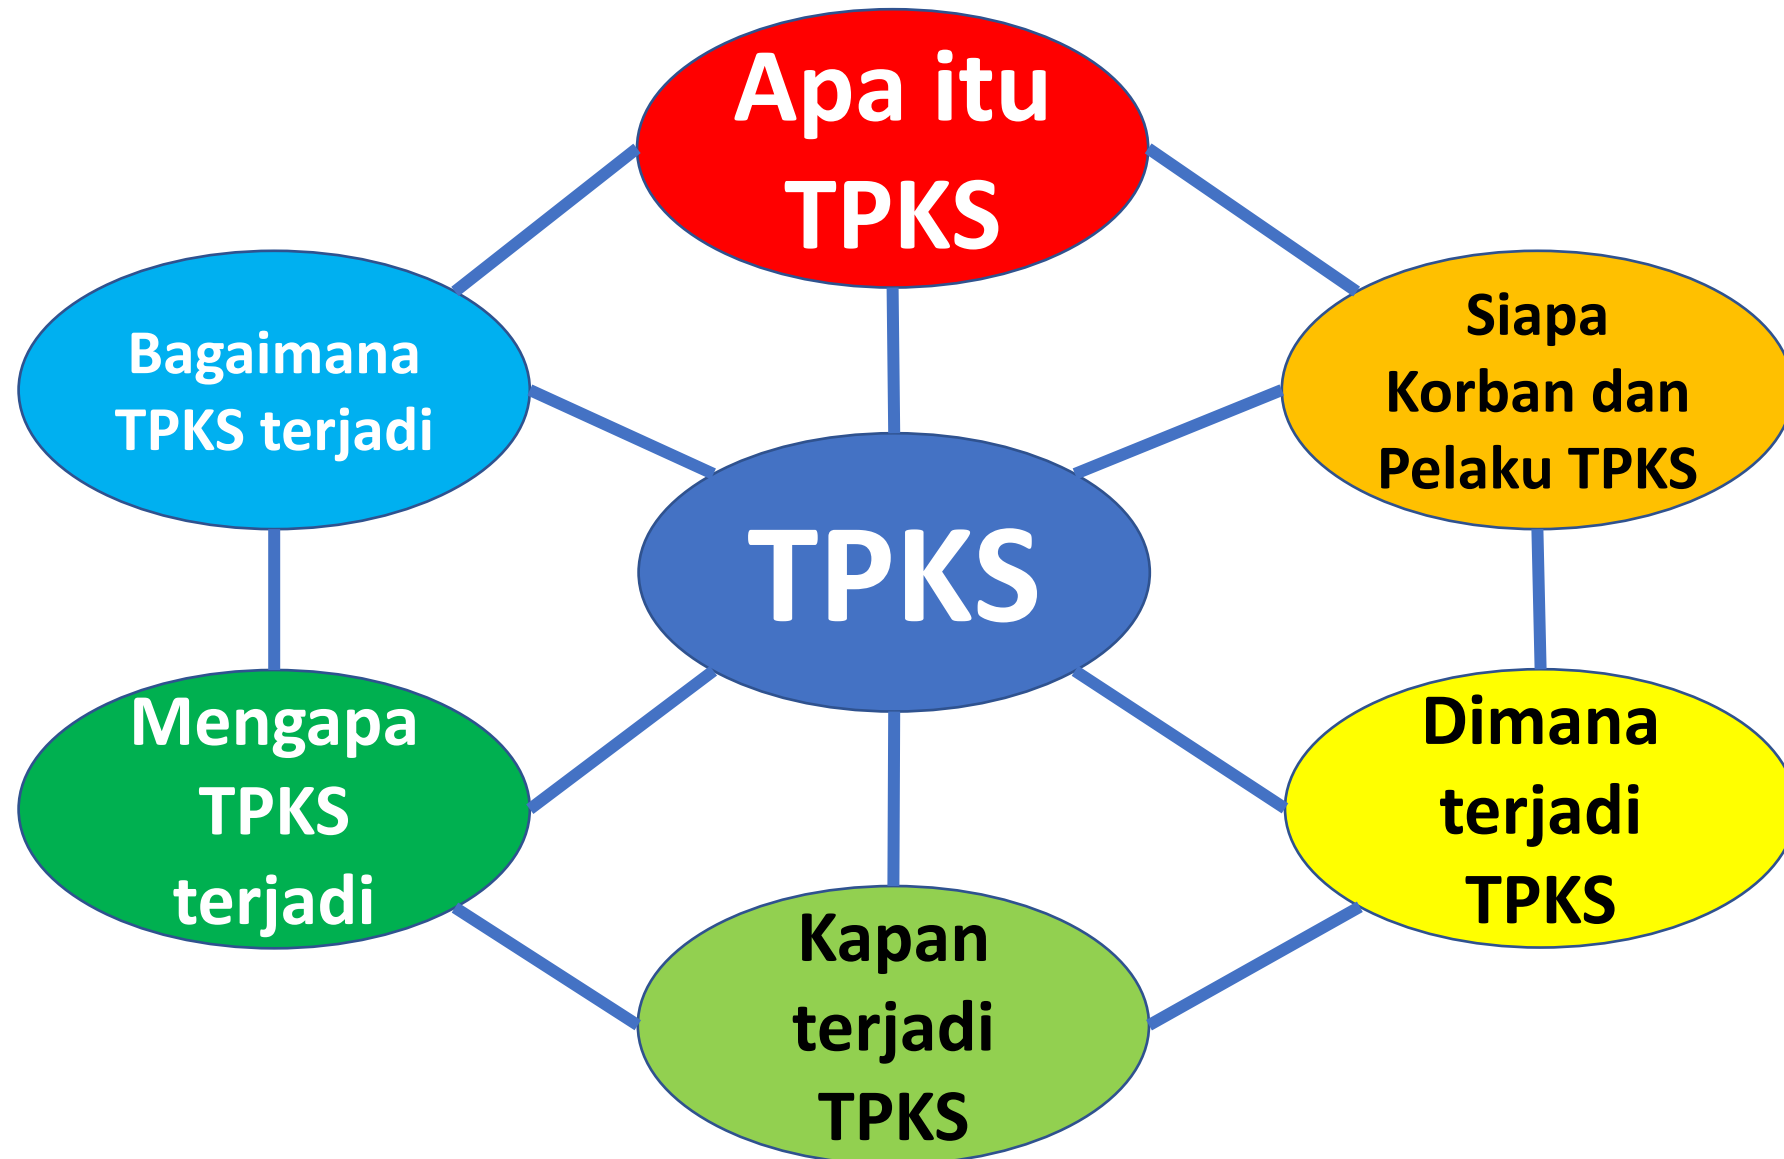 Apa itu
TPKS
Siapa
Korban dan
Pelaku TPKS
Bagaimana
TPKS terjadi
TPKS
Mengapa
TPKS
terjadi
Dimana
terjadi
TPKS
Kapan
terjadi
TPKS